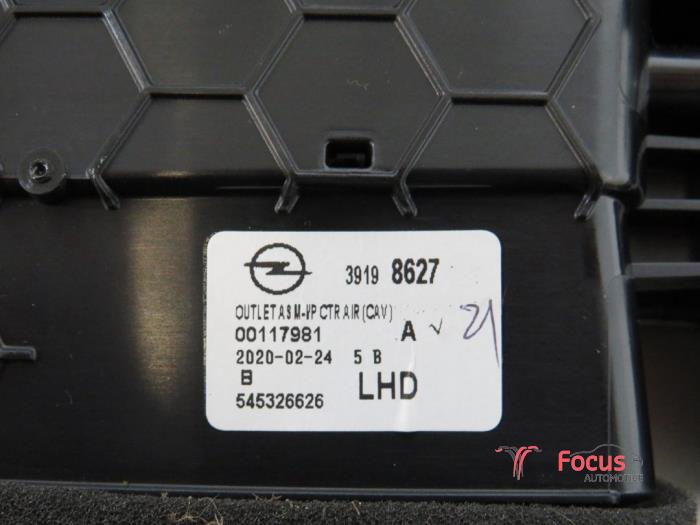 3919 8627
OUTLET ASM-I/P CTR AIR (CAV)
00117981 A √ 21
2020-02-24 5 B
B LHD
545326626
Focus
AUTOMOTIVE